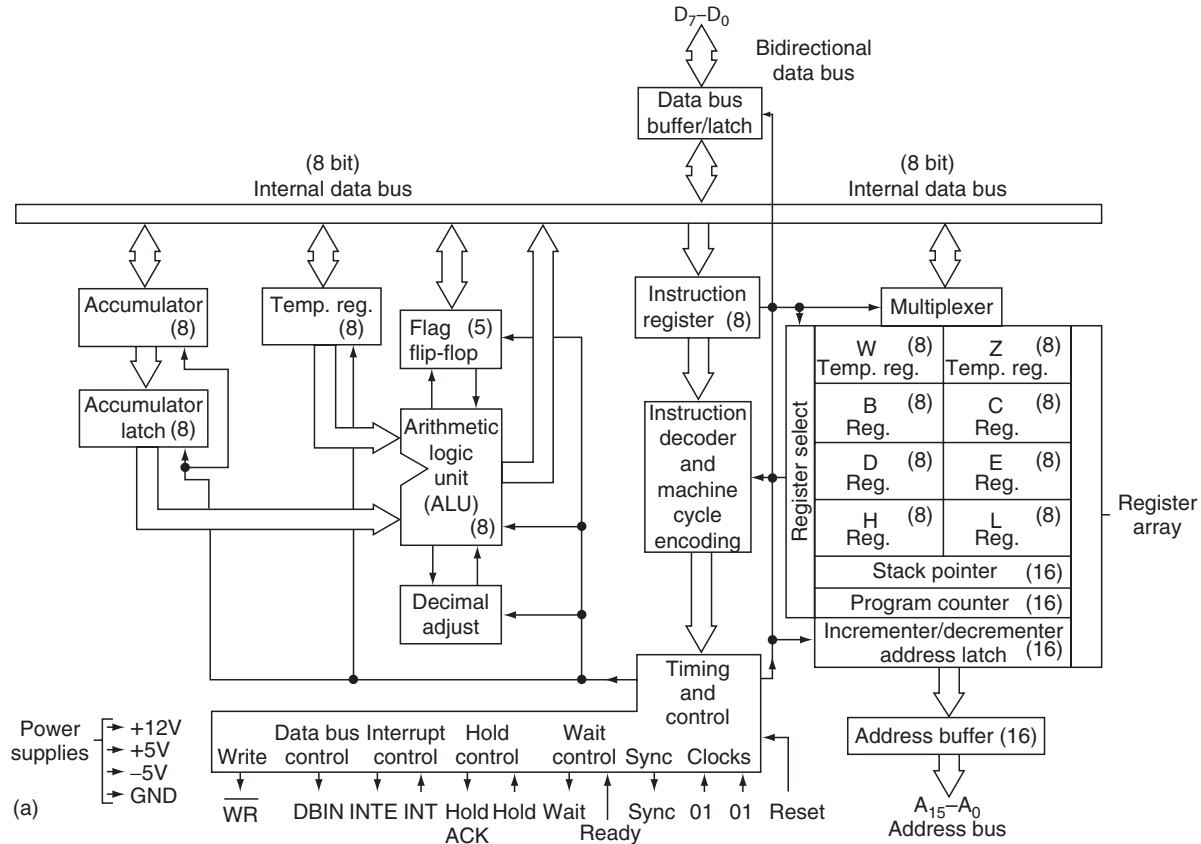 D₇–D₀
Bidirectional
data bus
Data bus
buffer/latch
(8 bit)
Internal data bus
(8 bit)
Internal data bus
Accumulator
(8)
Temp. reg.
(8)
Flag (5)
flip-flop
Instruction
register (8)
Multiplexer
Accumulator
latch (8)
Arithmetic
logic
unit
(ALU)
(8)
Decimal
adjust
Instruction
decoder
and
machine
cycle
encoding
Register select
W (8)
Temp. reg.
Z (8)
Temp. reg.
B (8)
Reg.
C (8)
Reg.
D (8)
Reg.
E (8)
Reg.
H (8)
Reg.
L (8)
Reg.
Stack pointer (16)
Program counter (16)
Incrementer/decrementer
address latch (16)
Register
array
Timing
and
control
Power
supplies
+12V
+5V
–5V
GND
Write
Data bus
control
Interrupt
control
Hold
control
Wait
control
Sync
Clocks
Address buffer (16)
(a)
W̅R̅
DBIN
INTE
INT
Hold
ACK
Hold
Wait
Ready
Sync
01
01
Reset
A₁₅–A₀
Address bus